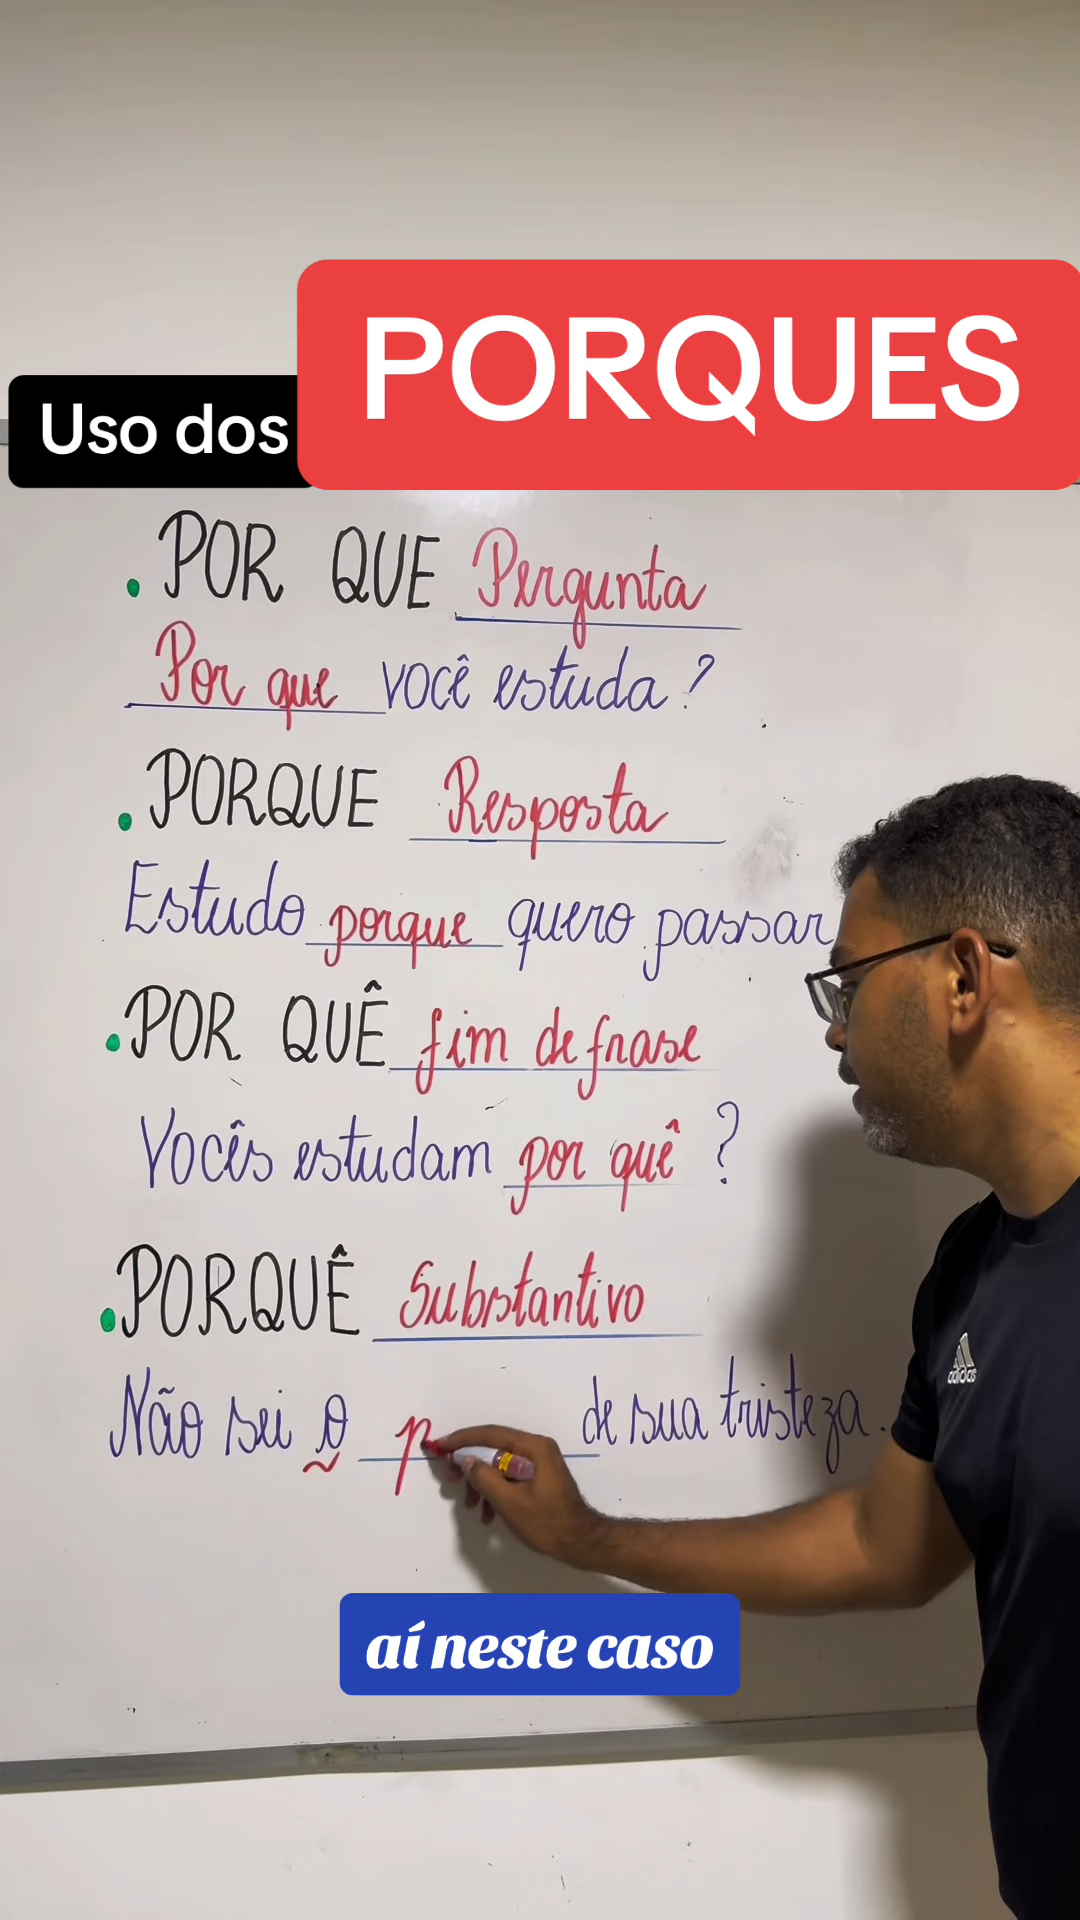 PORQUES
Uso dos
. POR QUE Pergunta
Por que você estuda?
. PORQUE Resposta
Estudo porque quero passar
. POR QUÊ fim de frase
Vocês estudam por quê?
. PORQUÊ Substantivo
Não sei o p de sua tristeza.
adidas
aí neste caso